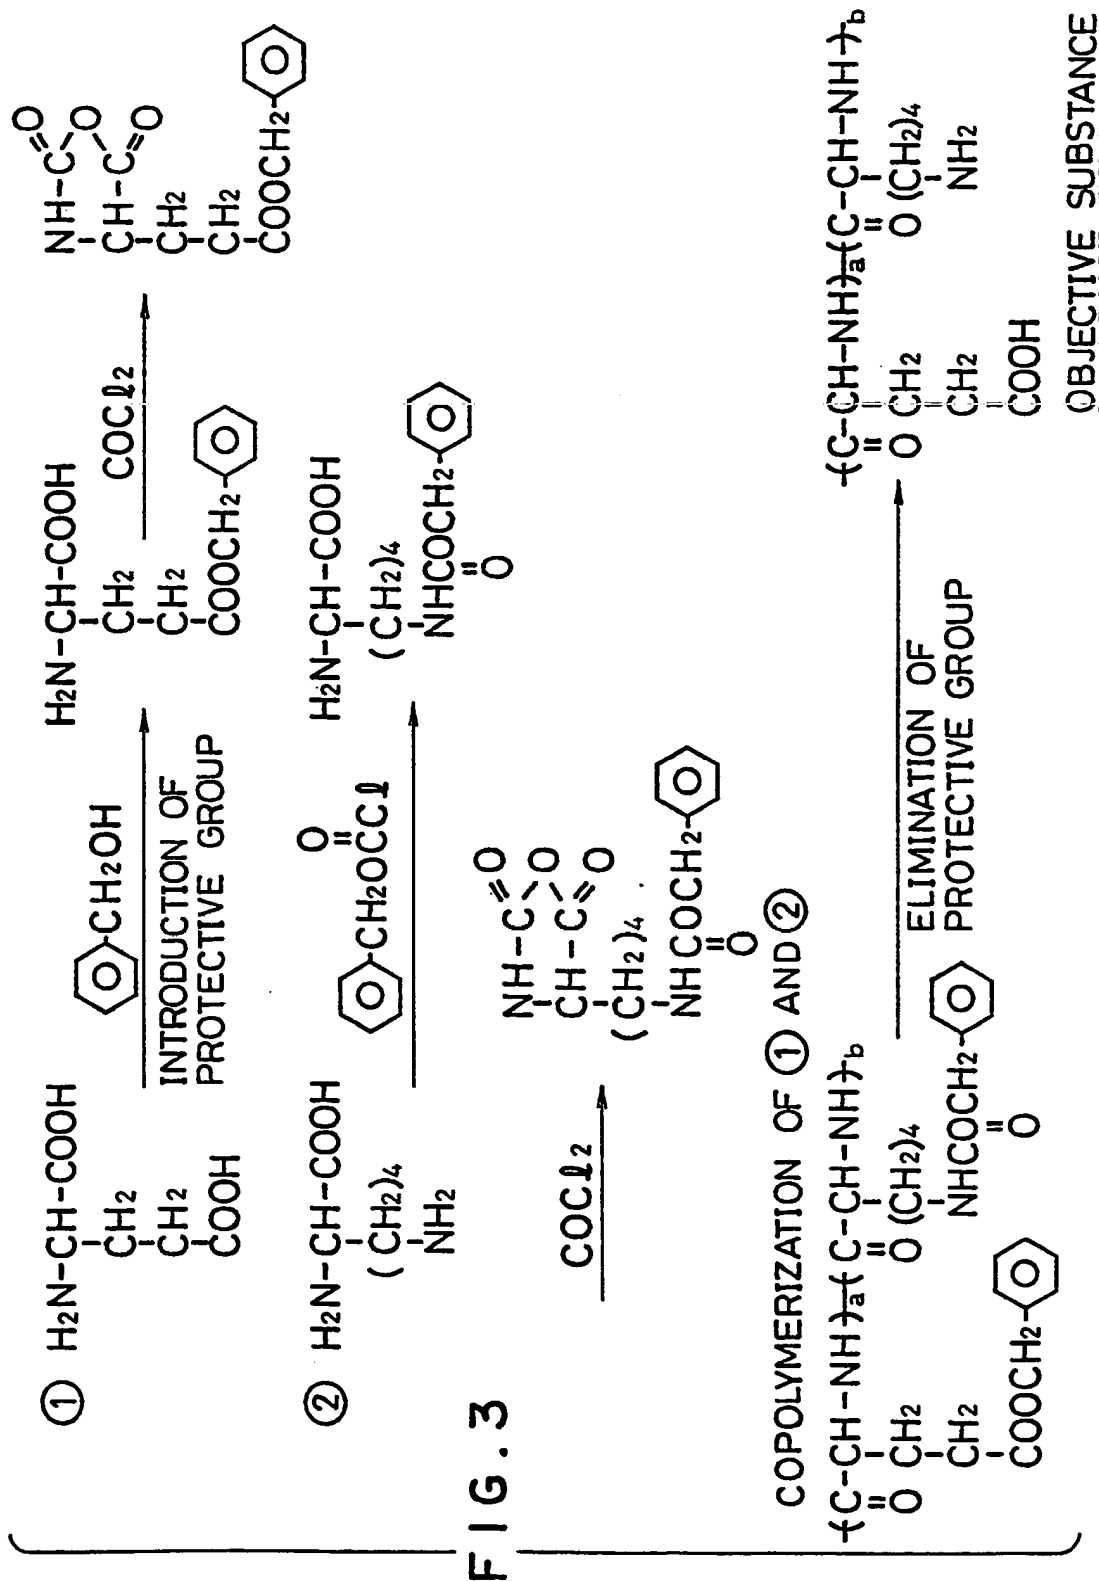 FIG.3
① H2N-CH-COOH
CH2
CH2
COOH
CH2OH
INTRODUCTION OF
PROTECTIVE GROUP
H2N-CH-COOH
CH2
CH2
COOCH2
COCl2
NH-C=O
O
CH-C=O
CH2
CH2
COOCH2
② H2N-CH-COOH
(CH2)4
NH2
O
CH2OCCl
H2N-CH-COOH
(CH2)4
NHCOCH2
O
COCl2
NH-C=O
O
CH-C=O
(CH2)4
NHCOCH2
O
COPOLYMERIZATION OF ① AND ②
(C-CH-NH)a(C-CH-NH)b
O CH2 O (CH2)4
CH2 NHCOCH2
COOCH2 O
ELIMINATION OF
PROTECTIVE GROUP
(C-CH-NH)a(C-CH-NH)b
O CH2 O (CH2)4
CH2 NH2
COOH
OBJECTIVE SUBSTANCE